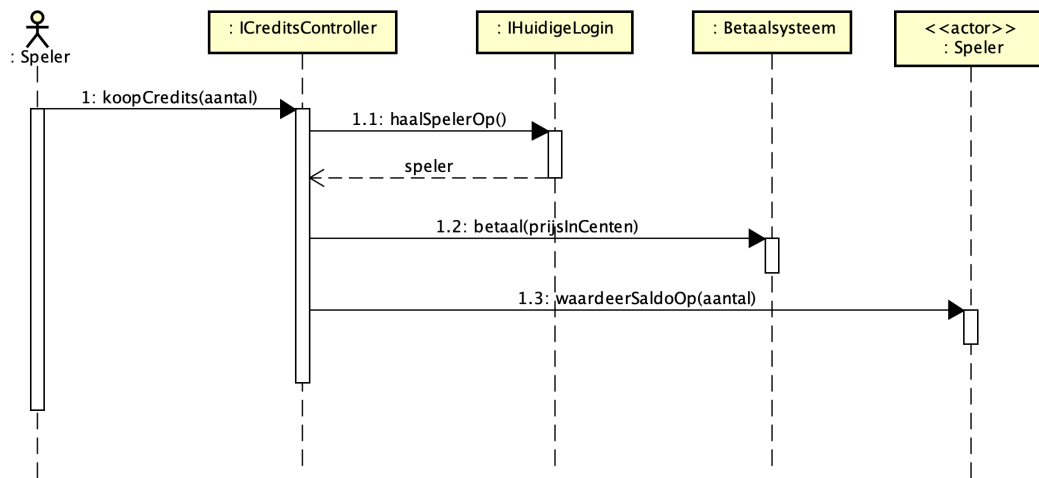 : Speler
: ICreditsController
: IHuidigeLogin
: Betaalsysteem
<<actor>>
: Speler
1: koopCredits(aantal)
1.1: haalSpelerOp()
speler
1.2: betaal(prijsInCenten)
1.3: waardeerSaldoOp(aantal)